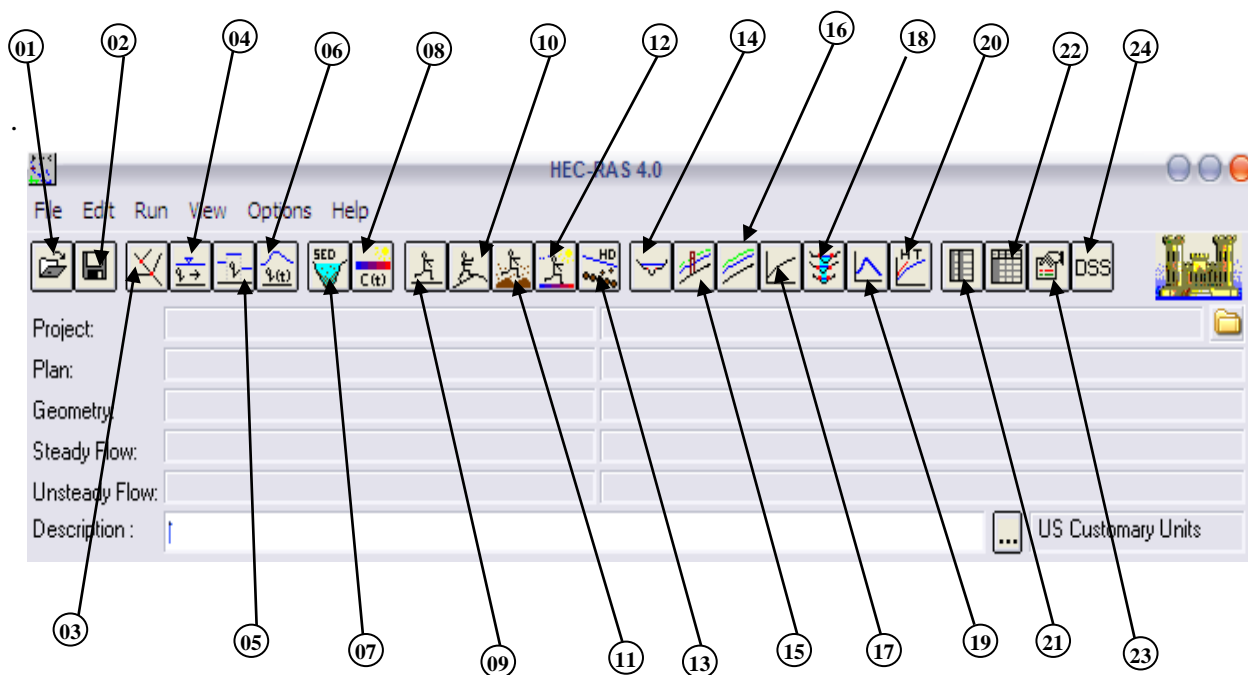 01 02 04 06 08 10 12 14 16 18 20 22 24
.
HEC-RAS 4.0
File Edit Run View Options Help
SED C(t) HD HT DSS
Project:
Plan:
Geometry:
Steady Flow:
Unsteady Flow:
Description : ... US Customary Units
03 05 07 09 11 13 15 17 19 21 23